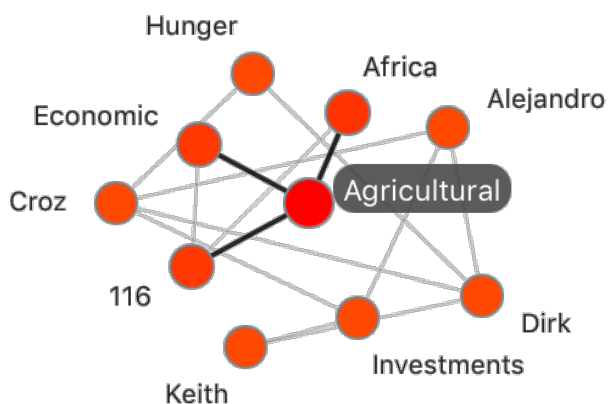 Hunger
Africa
Alejandro
Economic
Agricultural
Croz
116
Dirk
Investments
Keith